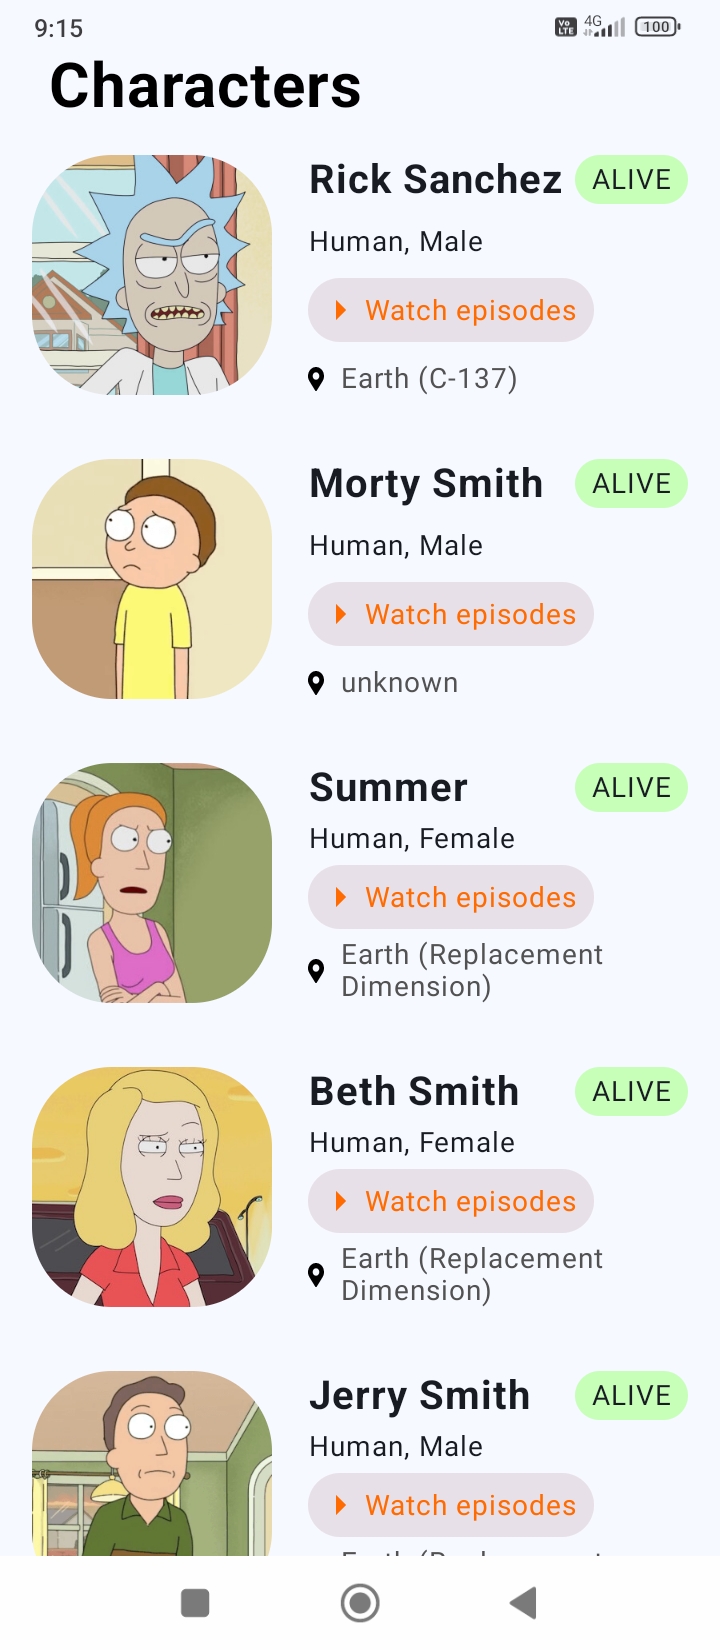 9:15
Vo LTE 4G 100
Characters
Rick Sanchez ALIVE
Human, Male
Watch episodes
Earth (C-137)
Morty Smith ALIVE
Human, Male
Watch episodes
unknown
Summer ALIVE
Human, Female
Watch episodes
Earth (Replacement
Dimension)
Beth Smith ALIVE
Human, Female
Watch episodes
Earth (Replacement
Dimension)
Jerry Smith ALIVE
Human, Male
Watch episodes